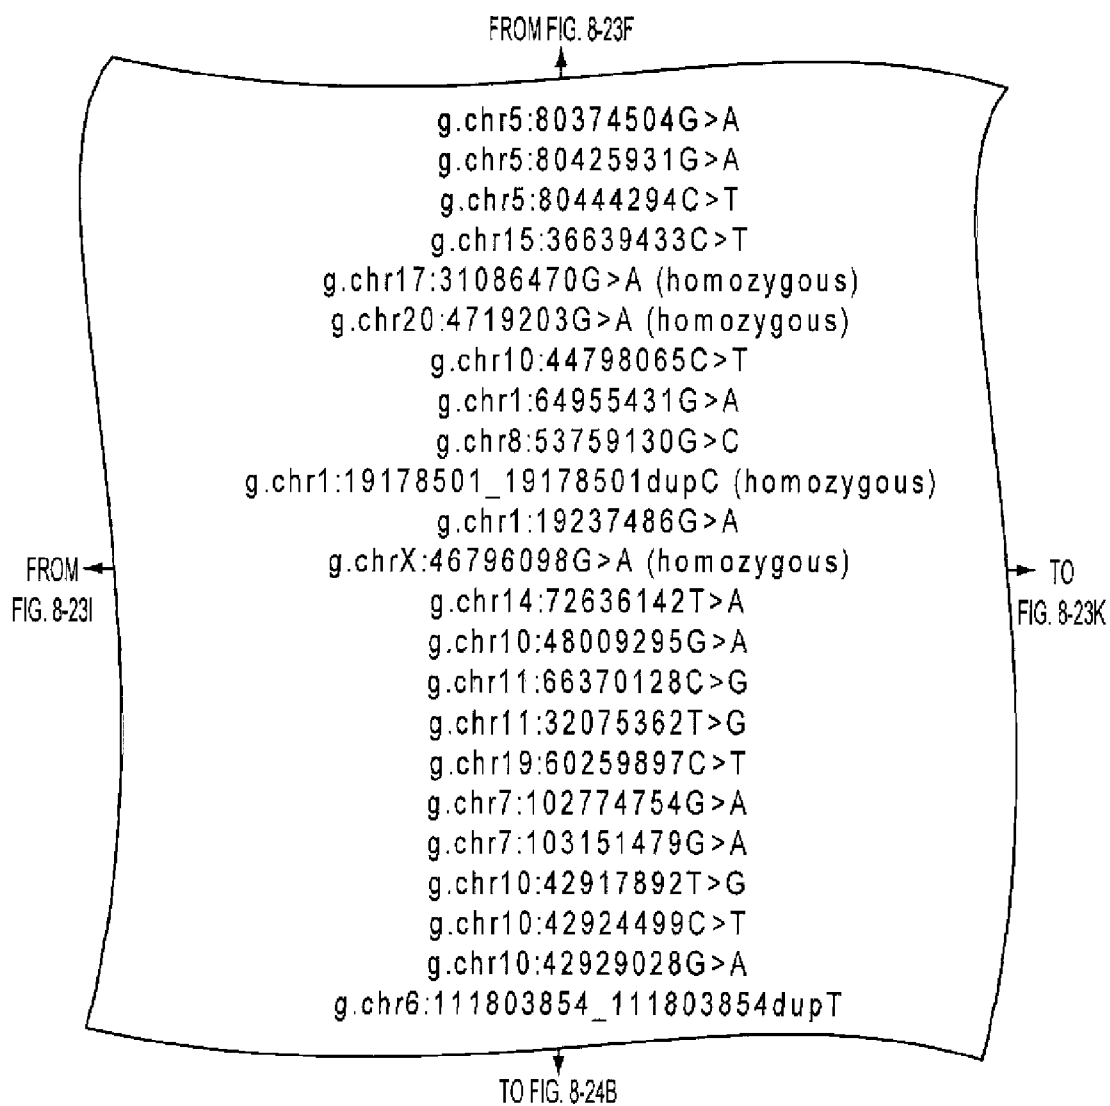 FROM FIG. 8-23F
g.chr5:80374504G>A
g.chr5:80425931G>A
g.chr5:80444294C>T
g.chr15:36639433C>T
g.chr17:31086470G>A (homozygous)
g.chr20:4719203G>A (homozygous)
g.chr10:44798065C>T
g.chr1:64955431G>A
g.chr8:53759130G>C
g.chr1:19178501_19178501dupC (homozygous)
g.chr1:19237486G>A
g.chrX:46796098G>A (homozygous)
FROM
FIG. 8-23I
TO
FIG. 8-23K
g.chr14:72636142T>A
g.chr10:48009295G>A
g.chr11:66370128C>G
g.chr11:32075362T>G
g.chr19:60259897C>T
g.chr7:102774754G>A
g.chr7:103151479G>A
g.chr10:42917892T>G
g.chr10:42924499C>T
g.chr10:42929028G>A
g.chr6:111803854_111803854dupT
TO FIG. 8-24B